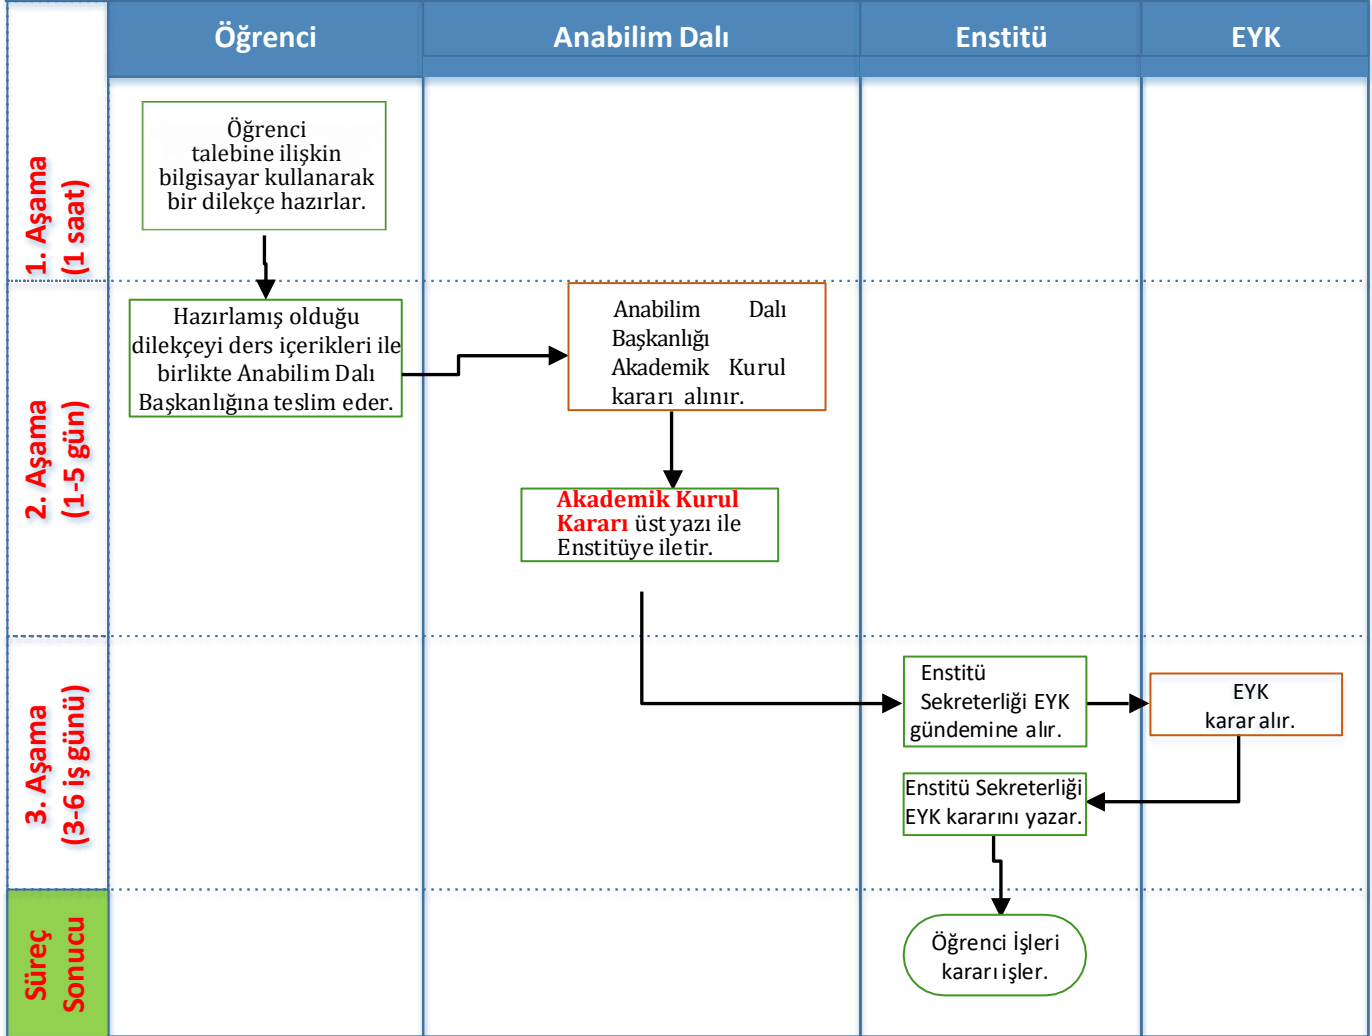 Öğrenci
Anabilim Dalı
Enstitü
EYK
1. Aşama
(1 saat)
Öğrenci
talebine ilişkin
bilgisayar kullanarak
bir dilekçe hazırlar.
2. Aşama
(1-5 gün)
Hazırlamış olduğu
dilekçeyi ders içerikleri ile
birlikte Anabilim Dalı
Başkanlığına teslim eder.
Anabilim Dalı
Başkanlığı
Akademik Kurul
kararı alınır.
Akademik Kurul
Kararı üst yazı ile
Enstitüye iletir.
3. Aşama
(3-6 iş günü)
Enstitü
Sekreterliği EYK
gündemine alır.
EYK
karar alır.
Enstitü Sekreterliği
EYK kararını yazar.
Süreç
Sonucu
Öğrenci İşleri
kararı işler.